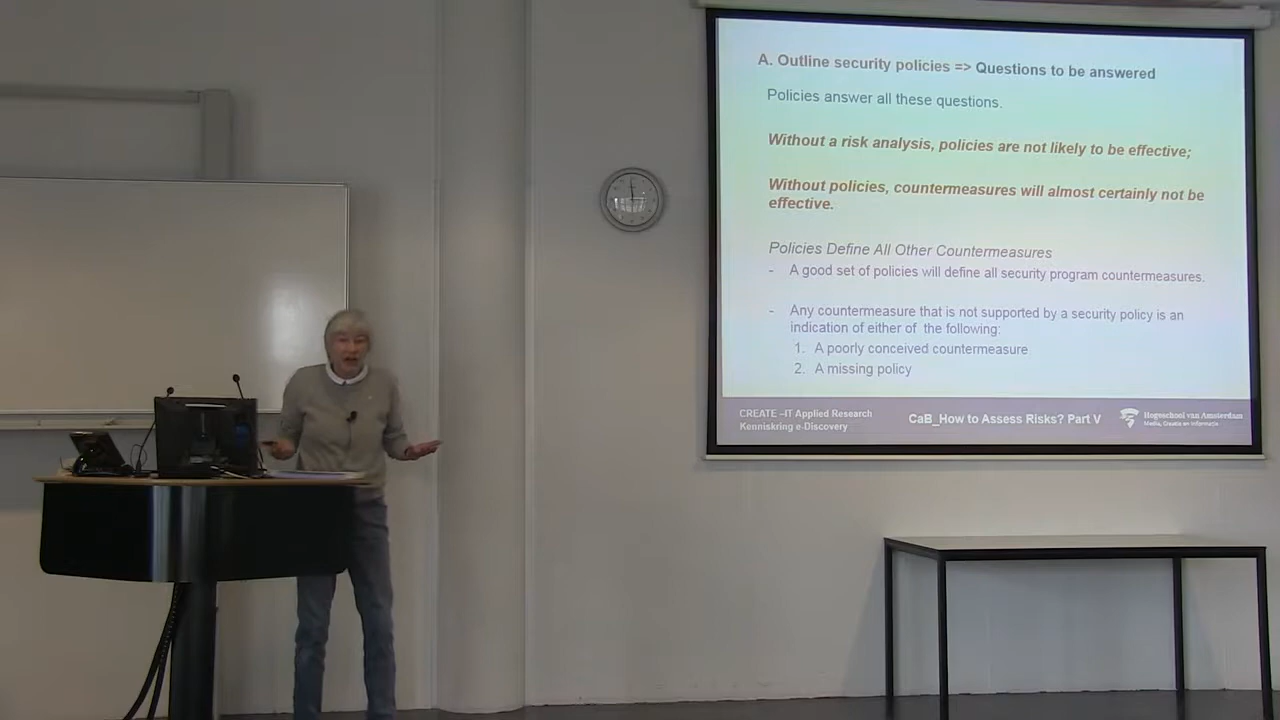 A. Outline security policies => Questions to be answered
Policies answer all these questions.
Without a risk analysis, policies are not likely to be effective;
Without policies, countermeasures will almost certainly not be
effective.
Policies Define All Other Countermeasures
- A good set of policies will define all security program countermeasures.
- Any countermeasure that is not supported by a security policy is an
indication of either of the following:
1. A poorly conceived countermeasure
2. A missing policy
CREATE –IT Applied Research
Kenniskring e-Discovery
CaB_How to Assess Risks? Part V
Hogeschool van Amsterdam
Media, Creatie en Informatie